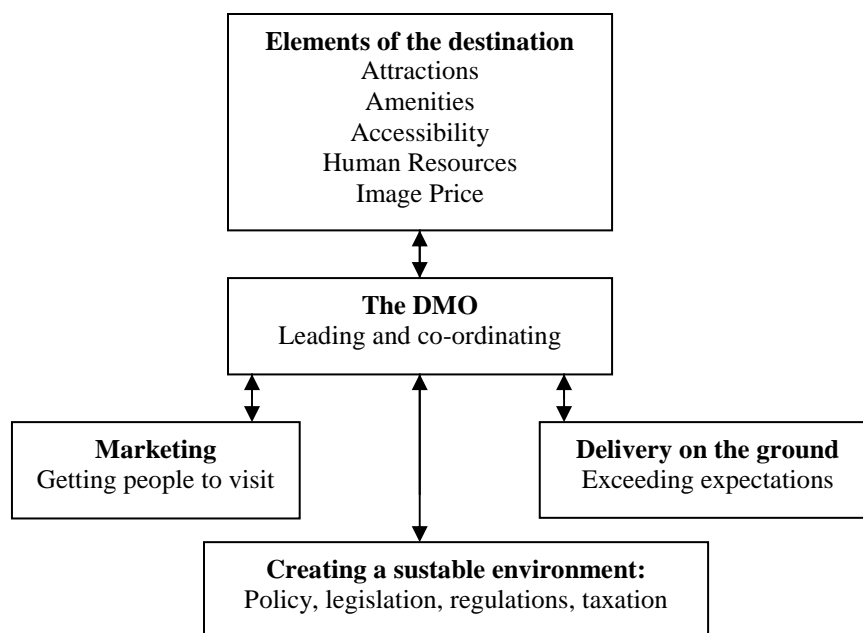 Elements of the destination
Attractions
Amenities
Accessibility
Human Resources
Image Price
The DMO
Leading and co-ordinating
Marketing
Getting people to visit
Delivery on the ground
Exceeding expectations
Creating a sustable environment:
Policy, legislation, regulations, taxation